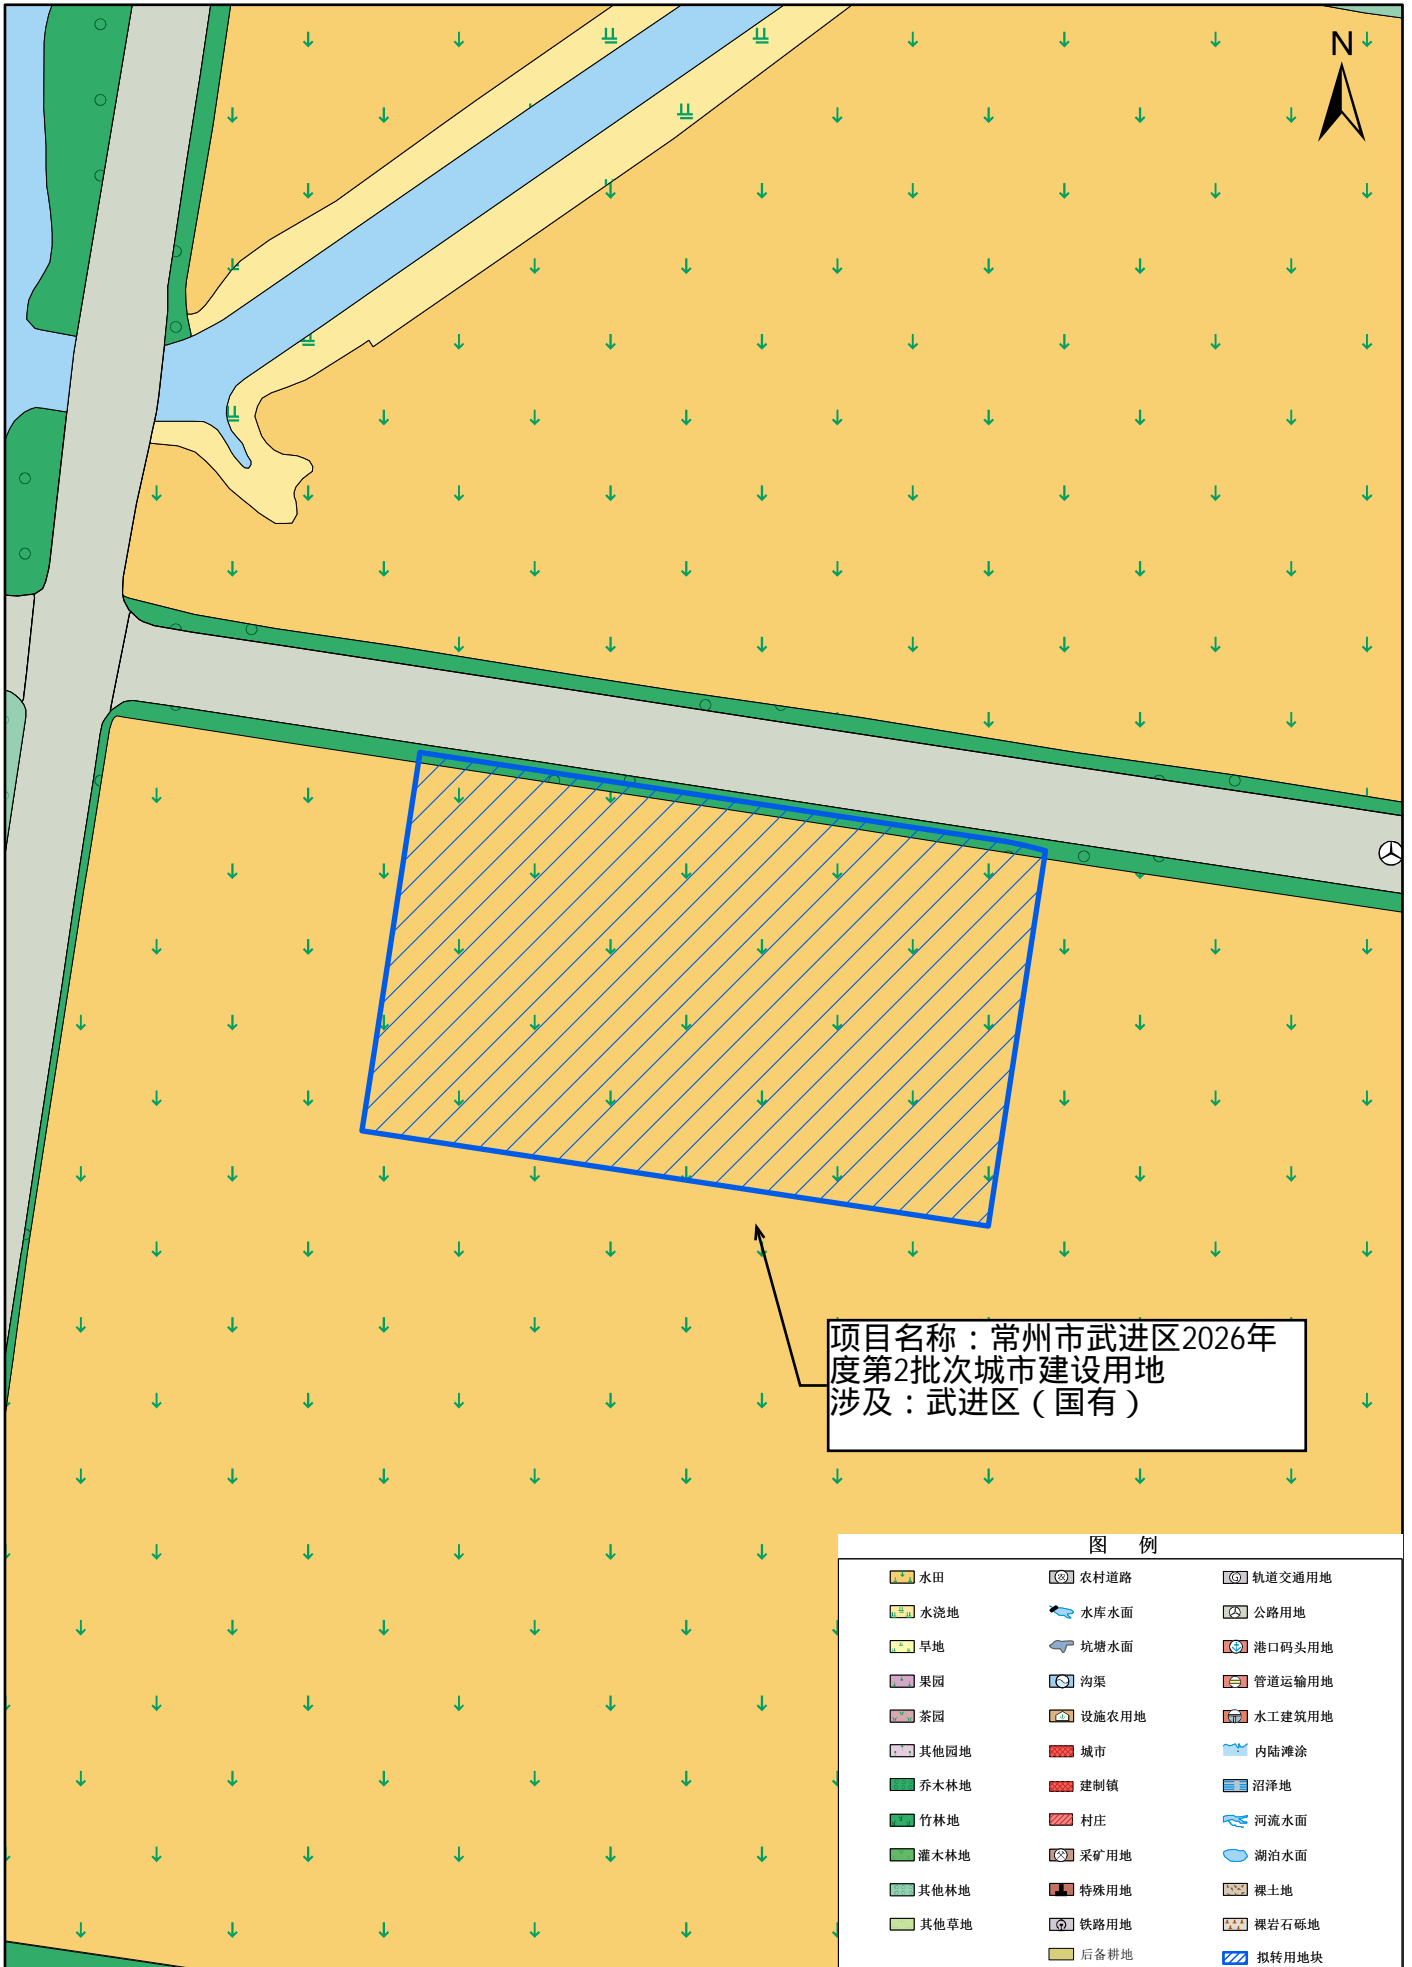 N
项目名称：常州市武进区2026年
度第2批次城市建设用地
涉及：武进区（国有）
图 例
水田 农村道路 轨道交通用地
水浇地 水库水面 公路用地
旱地 坑塘水面 港口码头用地
果园 沟渠 管道运输用地
茶园 设施农用地 水工建筑用地
其他园地 城市 内陆滩涂
乔木林地 建制镇 沼泽地
竹林地 村庄 河流水面
灌木林地 采矿用地 湖泊水面
其他林地 特殊用地 裸土地
其他草地 铁路用地 裸岩石砾地
后备耕地 拟转用地块